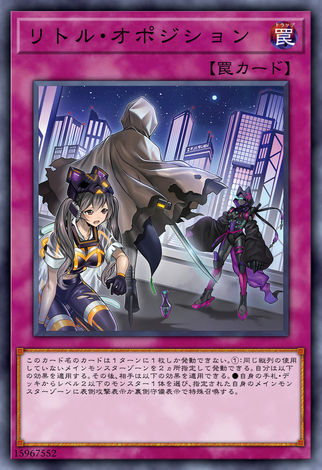 リトル・オポジション
トラップ
罠
【罠カード】
このカード名のカードは1ターンに1枚しか発動できない。①:同じ縦列の使用
していないメインモンスターゾーンを2ヵ所指定して発動できる。自分は以下
の効果を適用する。その後、相手は以下の効果を適用できる。●自身の手札・デ
ッキからレベル2以下のモンスター1体を選び、指定された自身のメインモン
スターゾーンに表側攻撃表示か裏側守備表示で特殊召喚する。
15967552